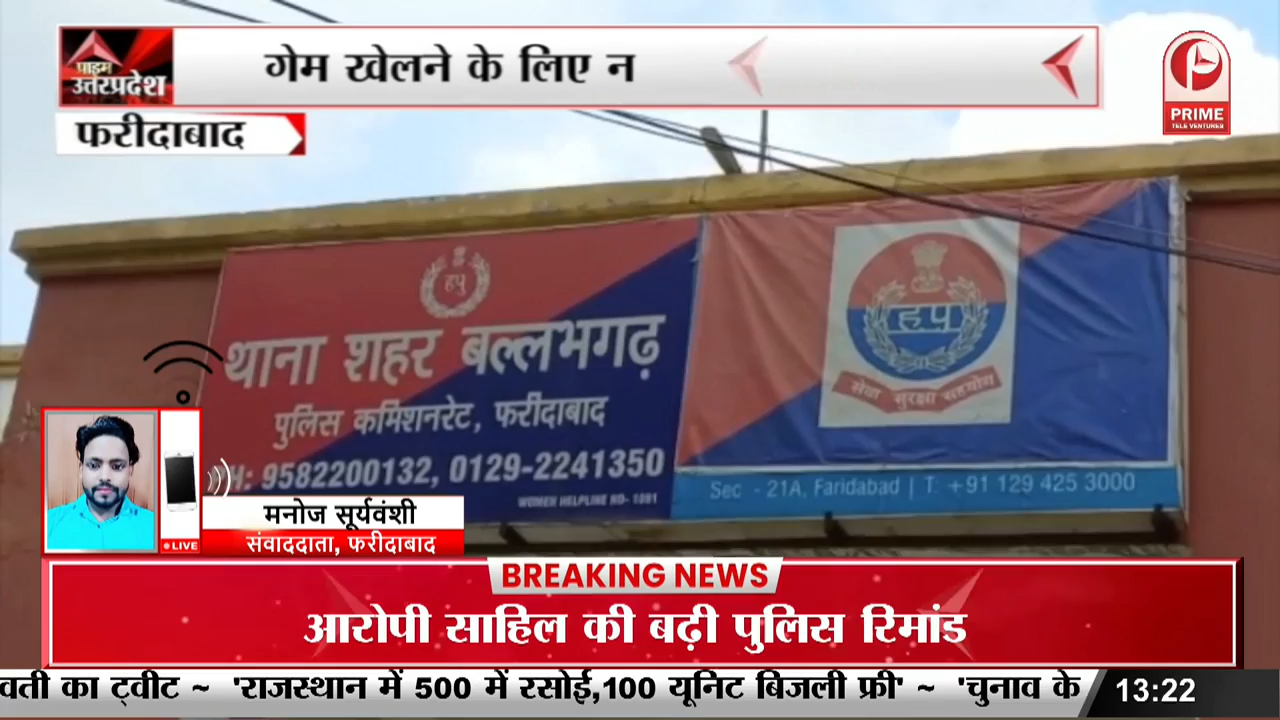 प्राइम
उत्तरप्रदेश
गेम खेलने के लिए न
PRIME
TELE VENTURES
फरीदाबाद
हपु
थाना शहर बल्लभगढ़
पुलिस कमिशनरेट, फरीदाबाद
H: 9582200132, 0129-2241350
WOMEN HELPLINE NO- 1091
ह पु
सेवा सुरक्षा सहयोग
Sec - 21A, Faridabad | T. +91 129 425 3000
LIVE
मनोज सूर्यवंशी
संवाददाता, फरीदाबाद
BREAKING NEWS
आरोपी साहिल की बढ़ी पुलिस रिमांड
वती का ट्वीट ~ 'राजस्थान में 500 में रसोई,100 यूनिट बिजली फ्री' ~ 'चुनाव के
13:22